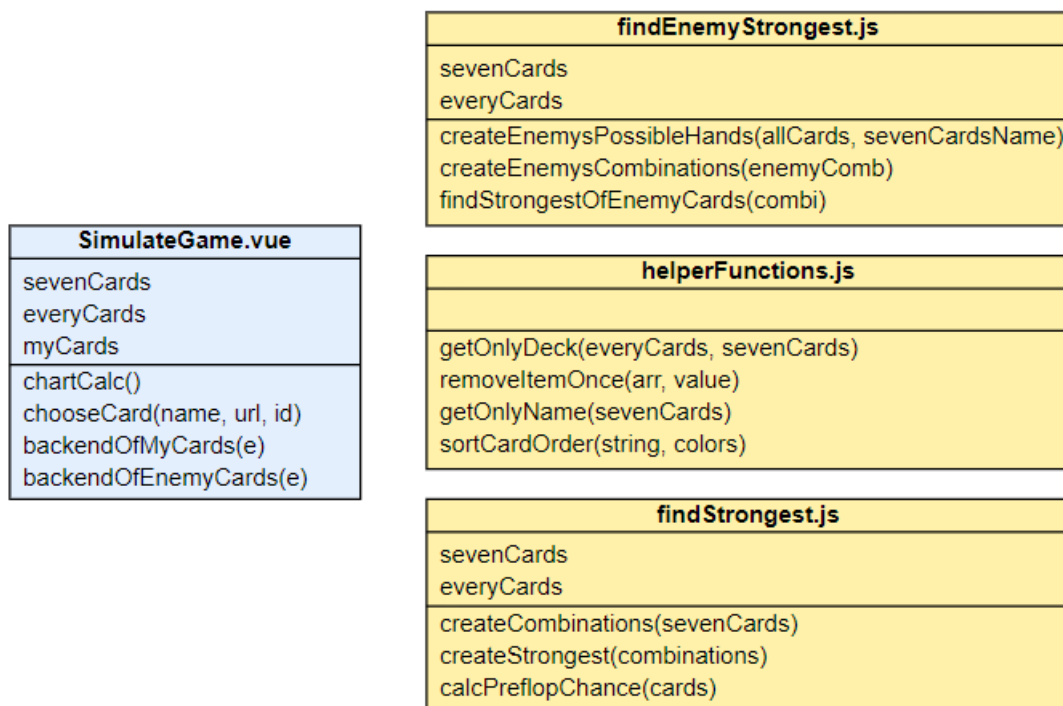 findEnemyStrongest.js
sevenCards
everyCards
createEnemysPossibleHands(allCards, sevenCardsName)
createEnemysCombinations(enemyComb)
findStrongestOfEnemyCards(combi)
SimulateGame.vue
sevenCards
everyCards
myCards
chartCalc()
chooseCard(name, url, id)
backendOfMyCards(e)
backendOfEnemyCards(e)
helperFunctions.js
getOnlyDeck(everyCards, sevenCards)
removeItemOnce(arr, value)
getOnlyName(sevenCards)
sortCardOrder(string, colors)
findStrongest.js
sevenCards
everyCards
createCombinations(sevenCards)
createStrongest(combinations)
calcPreflopChance(cards)